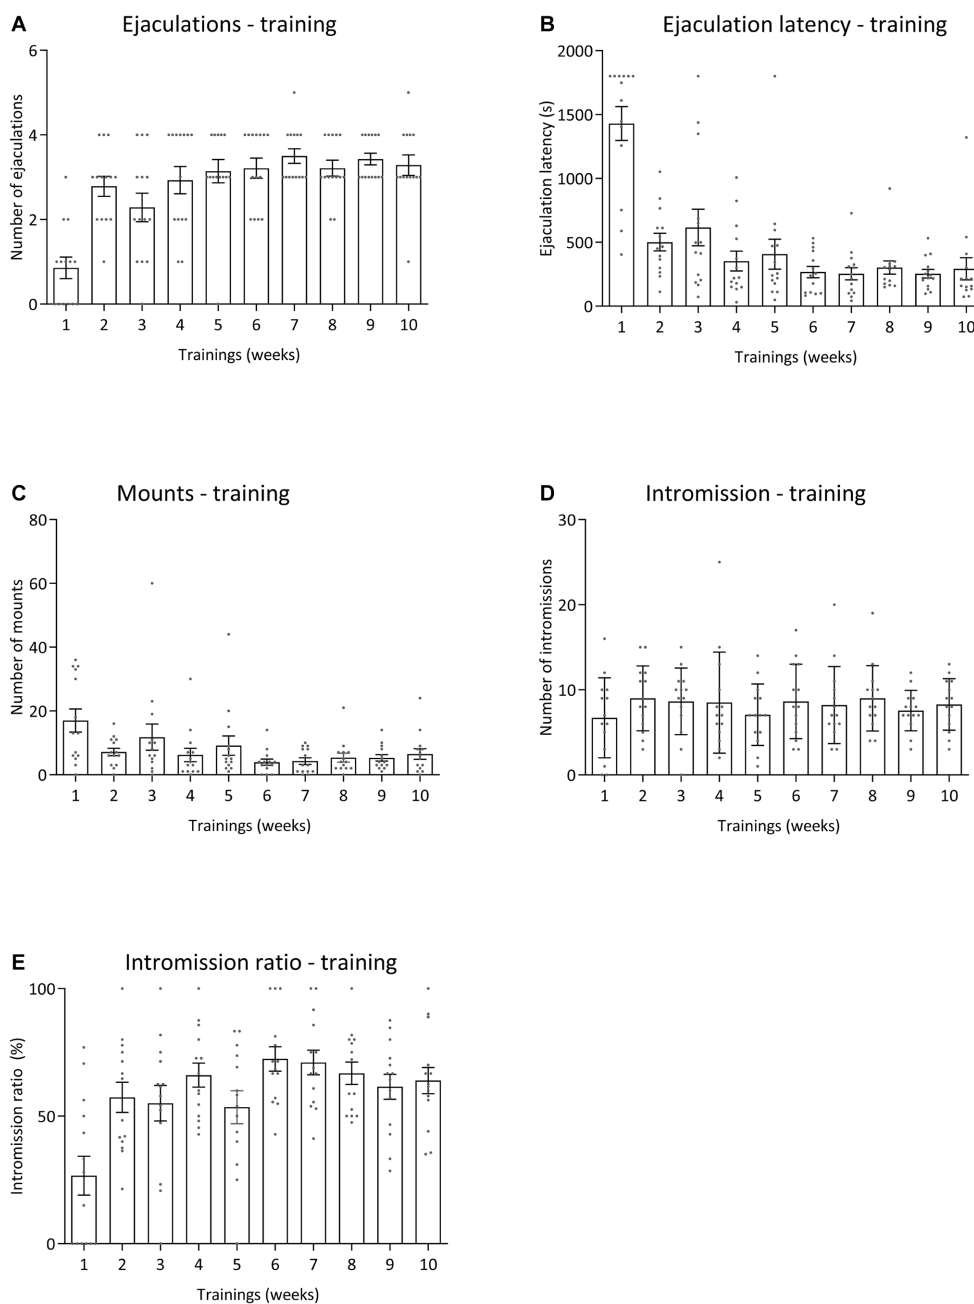 A Ejaculations - training
6
4
2
0
Number of ejaculations
1 2 3 4 5 6 7 8 9 10
Trainings (weeks)
B Ejaculation latency - training
2000
1500
1000
500
0
Ejaculation latency (s)
1 2 3 4 5 6 7 8 9 10
Trainings (weeks)
C Mounts - training
80
60
40
20
0
Number of mounts
1 2 3 4 5 6 7 8 9 10
Trainings (weeks)
D Intromission - training
30
20
10
0
Number of intromissions
1 2 3 4 5 6 7 8 9 10
Trainings (weeks)
E Intromission ratio - training
100
50
0
Intromission ratio (%)
1 2 3 4 5 6 7 8 9 10
Trainings (weeks)